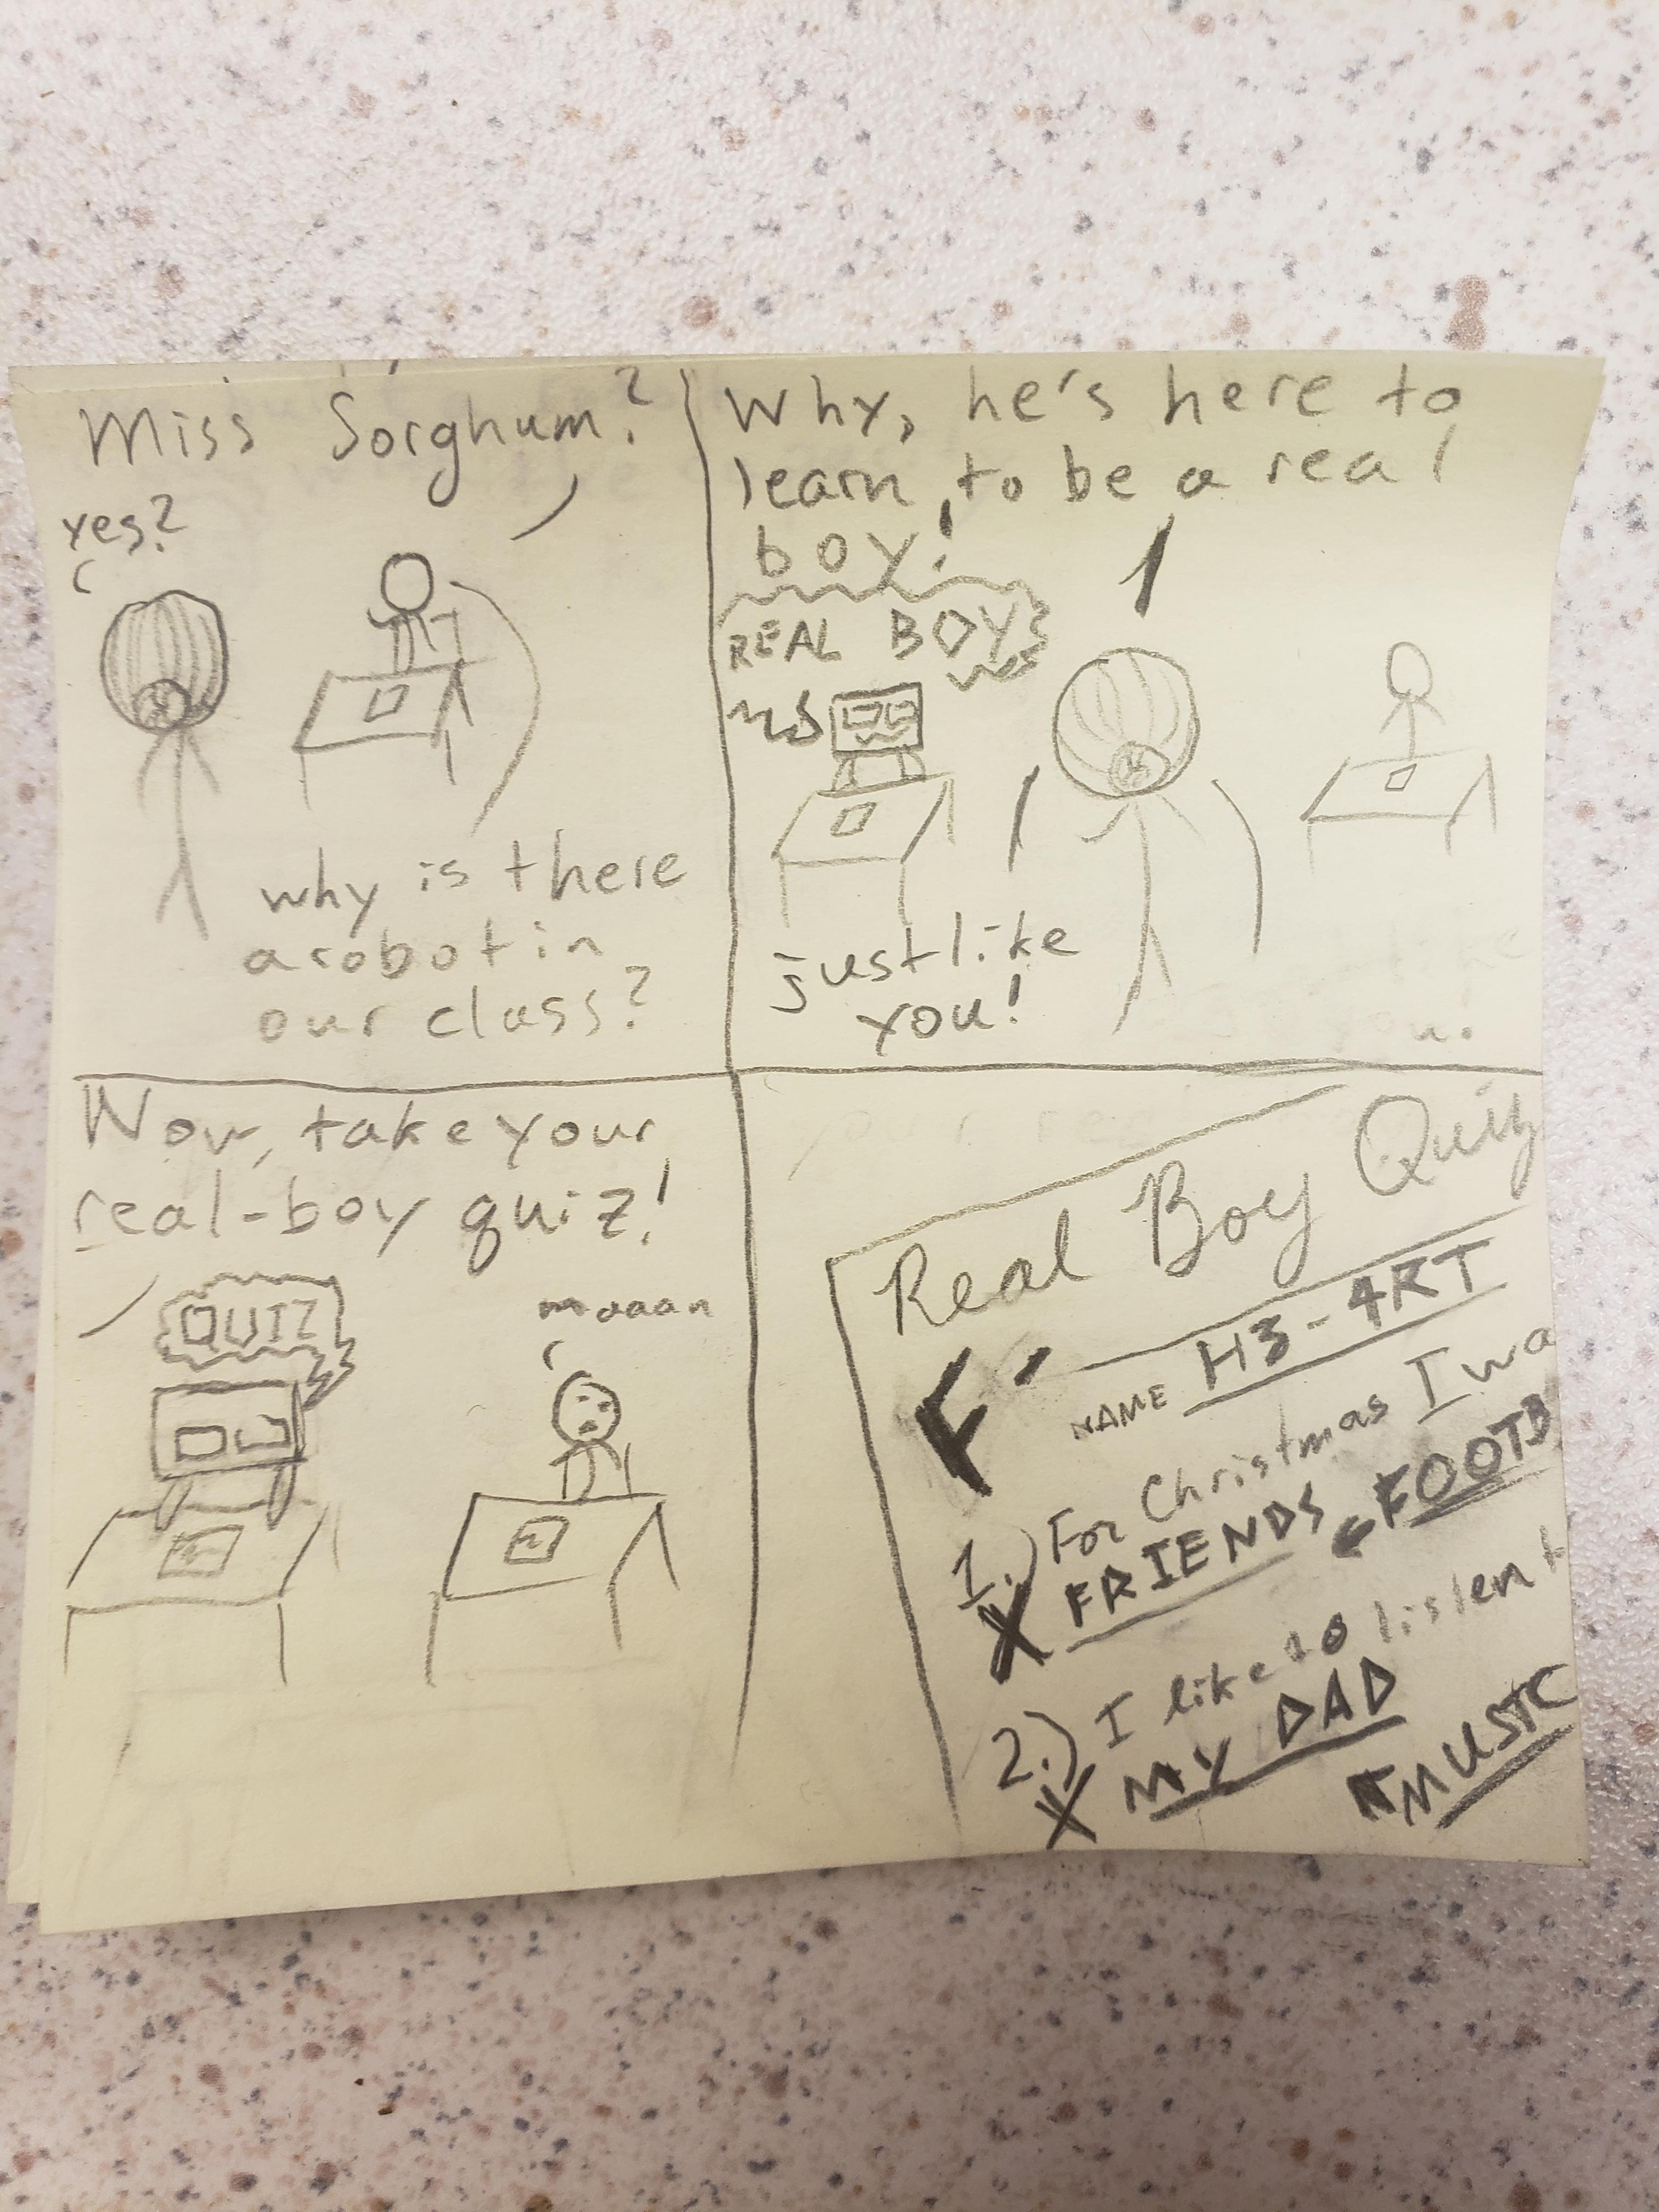 Miss Sorghum?
yes?
why is there
a robot in
our class?
Why, he's here to
learn to be a real
boy!
REAL BOY
just like
you!
Now, take your
real-boy quiz!
QUIZ
maaan
Real Boy Quiz
F-
NAME H3-4RT
1.) For Christmas I wa
X FRIENDS FOOTB
2.) I like to listen t
X MY DAD
MUSIC